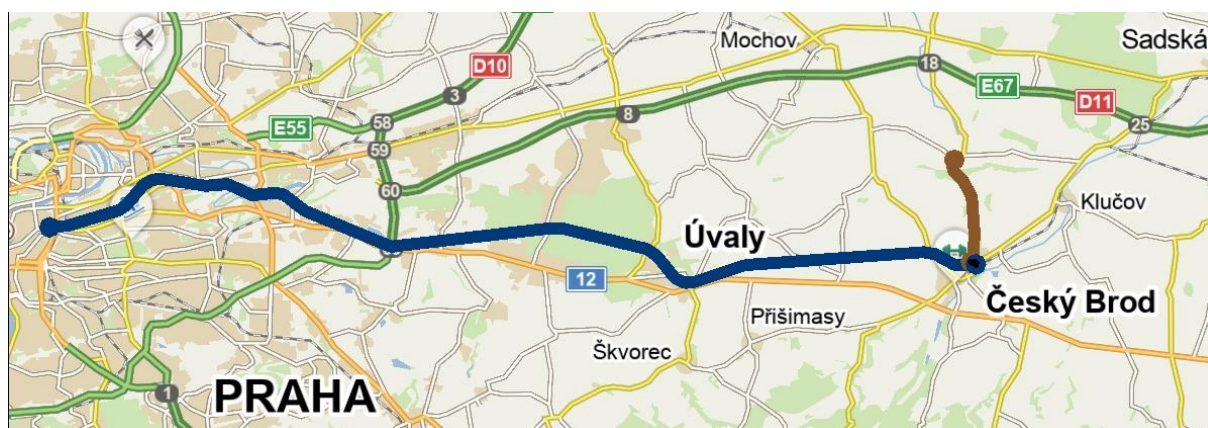 Mochov
Sadská
D10
18
3
E67
D11
8
25
E55
58
59
60
Klučov
Úvaly
12
Český Brod
Přišimasy
Škvorec
1
PRAHA